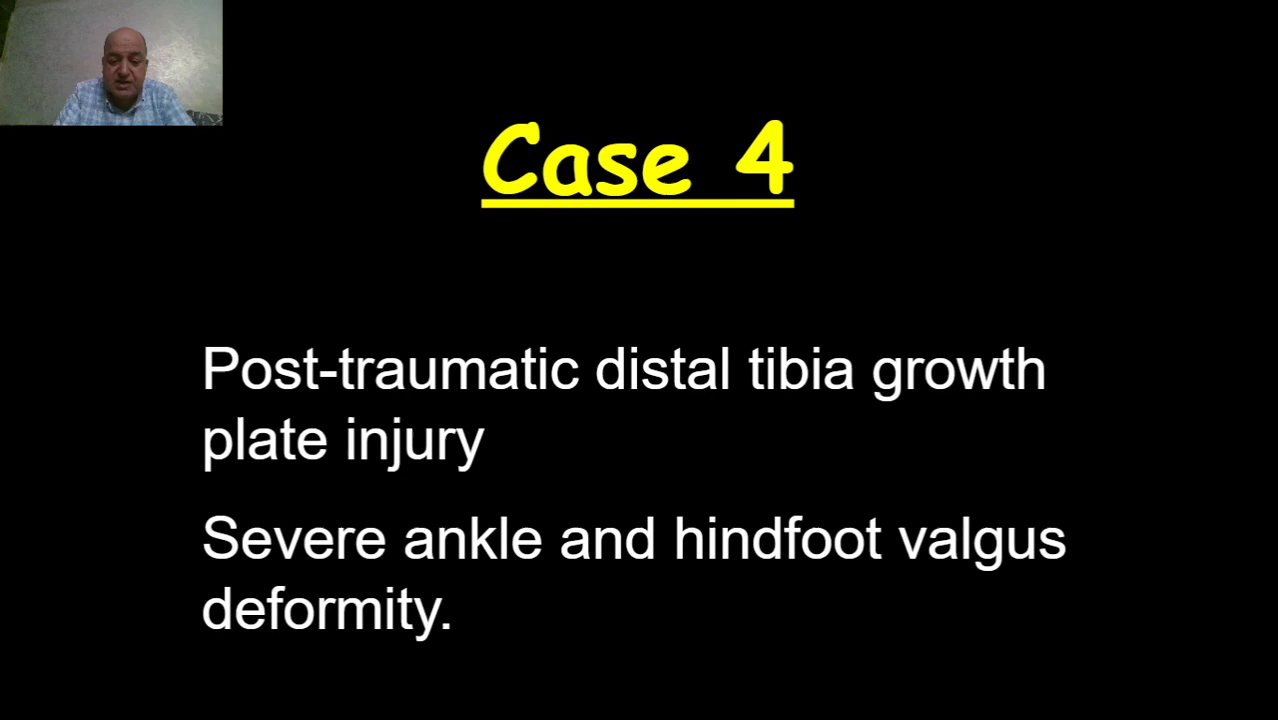 Case 4
Post-traumatic distal tibia growth
plate injury
Severe ankle and hindfoot valgus
deformity.